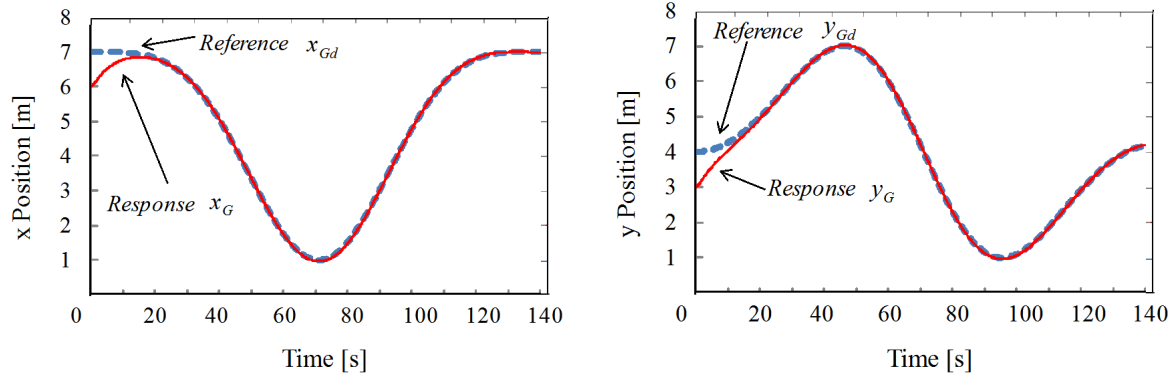 8
7
6
5
4
3
2
1
0 20 40 60 80 100 120 140
x Position [m]
Time [s]
Reference x_Gd
Response x_G
8
7
6
5
4
3
2
1
0 20 40 60 80 100 120 140
y Position [m]
Time [s]
Reference y_Gd
Response y_G